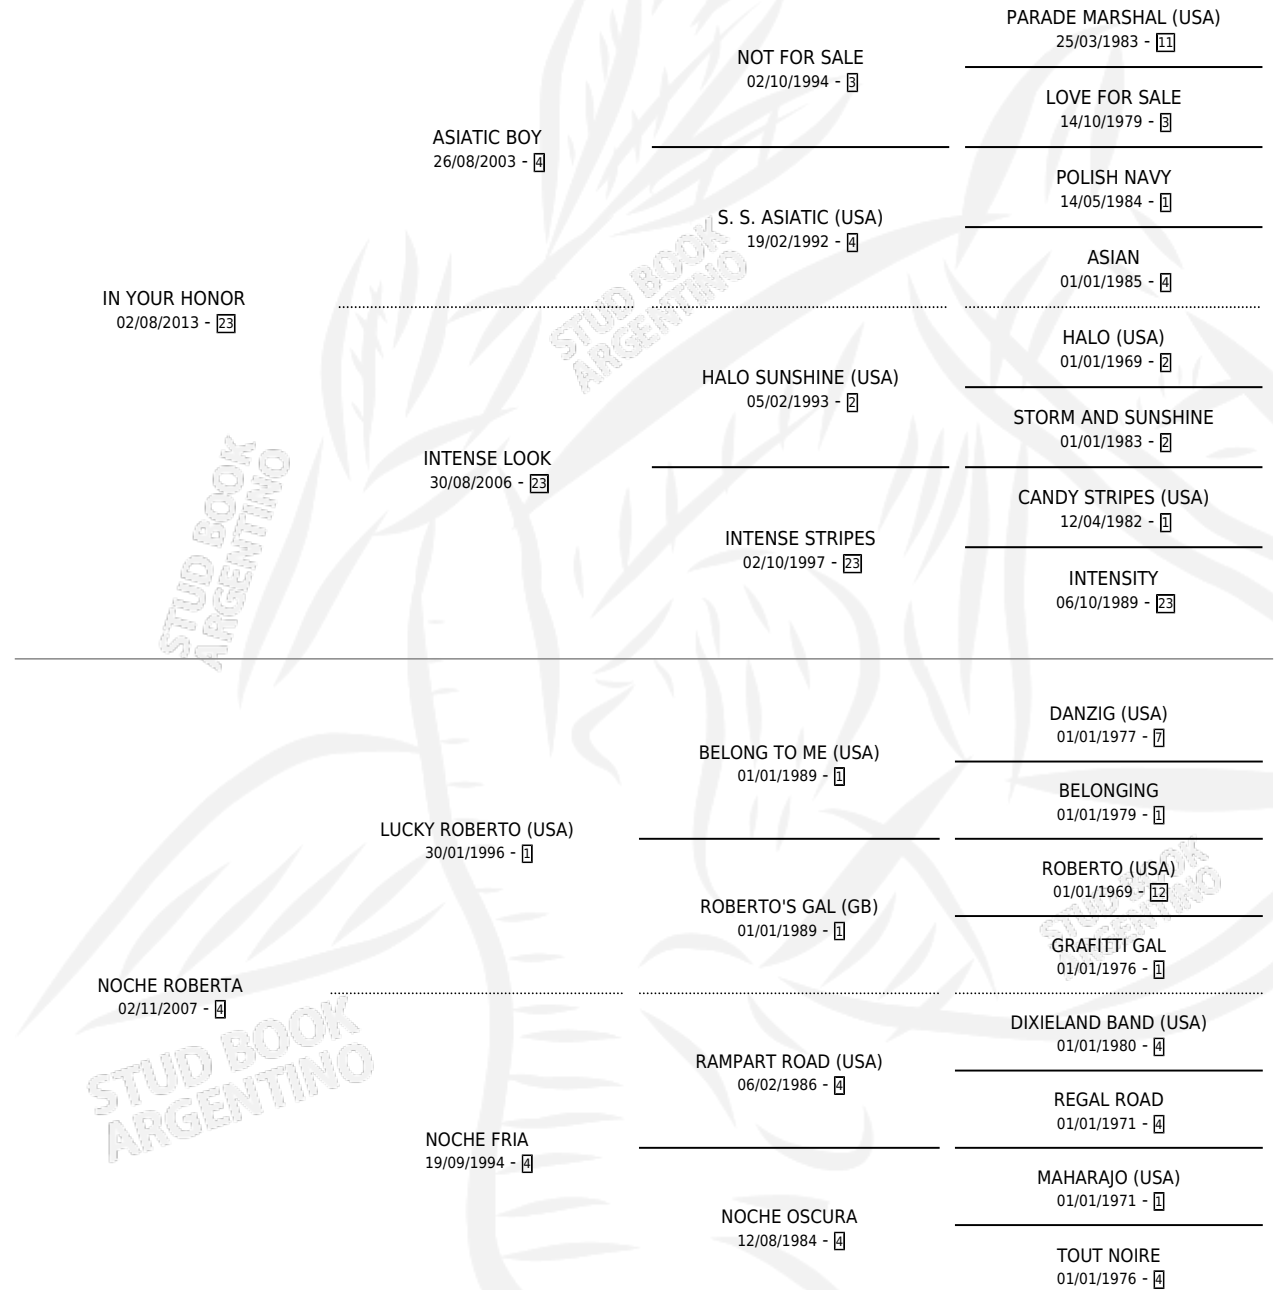 PARADE MARSHAL (USA)
25/03/1983 - 11
NOT FOR SALE
02/10/1994 - 3
LOVE FOR SALE
14/10/1979 - 3
ASIATIC BOY
26/08/2003 - 4
POLISH NAVY
14/05/1984 - 1
S. S. ASIATIC (USA)
19/02/1992 - 4
ASIAN
01/01/1985 - 4
IN YOUR HONOR
02/08/2013 - 23
STUD BOOK
ARGENTINO
HALO (USA)
01/01/1969 - 2
HALO SUNSHINE (USA)
05/02/1993 - 2
STORM AND SUNSHINE
01/01/1983 - 2
INTENSE LOOK
30/08/2006 - 23
CANDY STRIPES (USA)
12/04/1982 - 1
INTENSE STRIPES
02/10/1997 - 23
INTENSITY
06/10/1989 - 23
STUD BOOK
ARGENTINO
DANZIG (USA)
01/01/1977 - 7
BELONG TO ME (USA)
01/01/1989 - 1
BELONGING
01/01/1979 - 1
LUCKY ROBERTO (USA)
30/01/1996 - 1
ROBERTO (USA)
01/01/1969 - 12
ROBERTO'S GAL (GB)
01/01/1989 - 1
GRAFITTI GAL
01/01/1976 - 1
STUD BOOK
ARGENTINO
NOCHE ROBERTA
02/11/2007 - 4
DIXIELAND BAND (USA)
01/01/1980 - 4
RAMPART ROAD (USA)
06/02/1986 - 4
REGAL ROAD
01/01/1971 - 4
STUD BOOK
ARGENTINO
NOCHE FRIA
19/09/1994 - 4
MAHARAJO (USA)
01/01/1971 - 1
NOCHE OSCURA
12/08/1984 - 4
TOUT NOIRE
01/01/1976 - 4